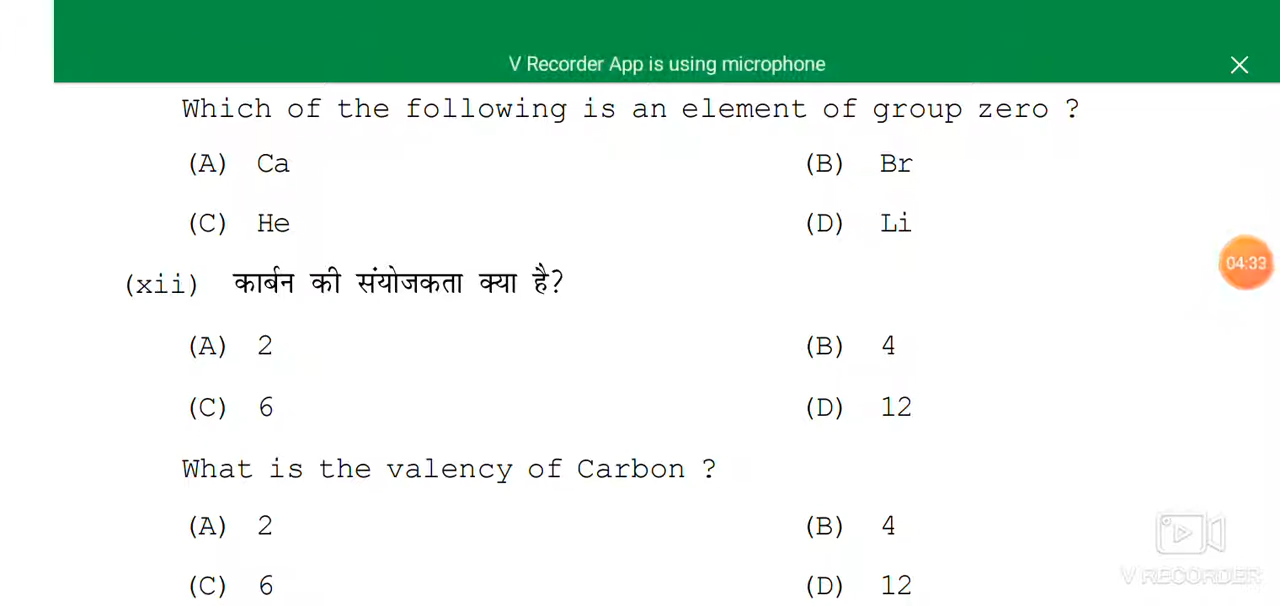 V Recorder App is using microphone
Which of the following is an element of group zero ?
(A) Ca (B) Br
(C) He (D) Li
04:33
(xii) कार्बन की संयोजकता क्या है?
(A) 2 (B) 4
(C) 6 (D) 12
What is the valency of Carbon ?
(A) 2 (B) 4
(C) 6 (D) 12
V RECORDER